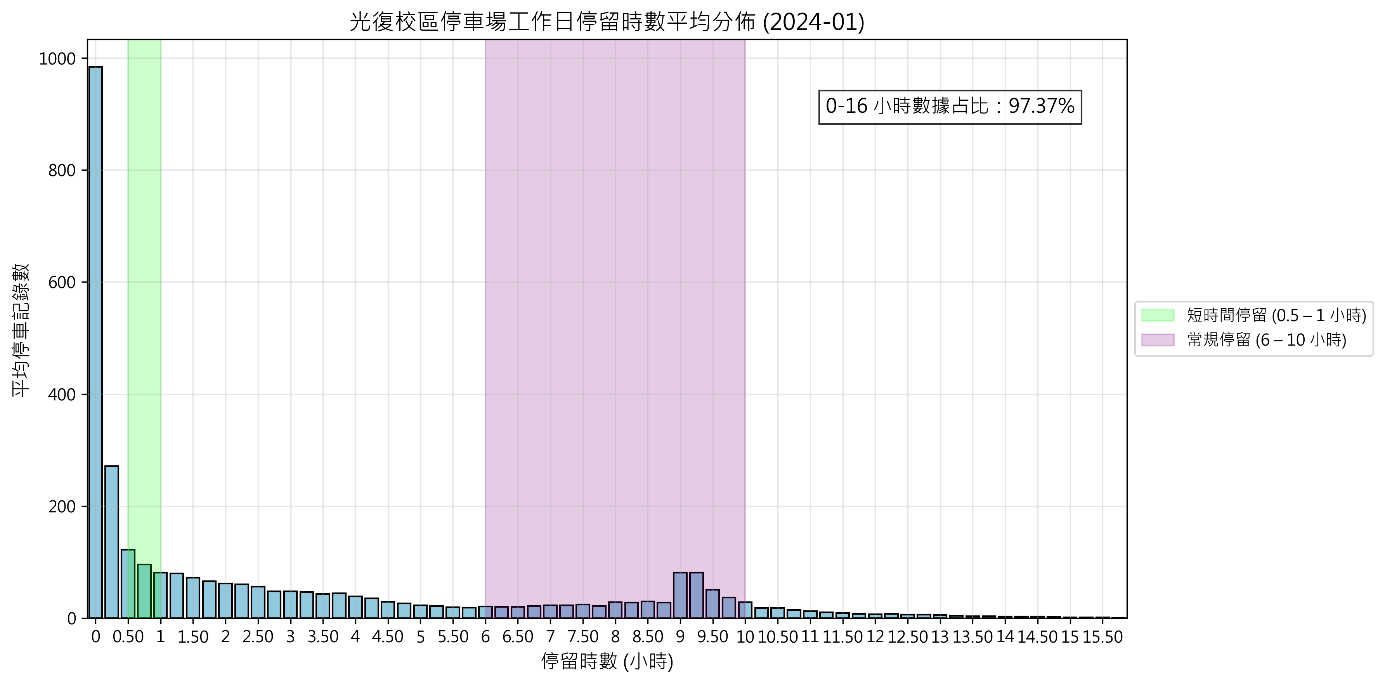 光復校區停車場工作日停留時數平均分佈 (2024-01)
1000
800
600
400
200
0
平均停車記錄數
0-16 小時數據占比：97.37%
短時間停留 (0.5 – 1 小時)
常規停留 (6 – 10 小時)
0 0.50 1 1.50 2 2.50 3 3.50 4 4.50 5 5.50 6 6.50 7 7.50 8 8.50 9 9.50 10 10.50 11 11.50 12 12.50 13 13.50 14 14.50 15 15.50
停留時數 (小時)